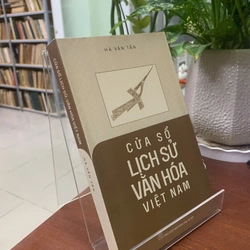 HÀ VĂN TẤN
CỬA SỔ
LỊCH SỬ
VĂN HÓA
VIỆT NAM